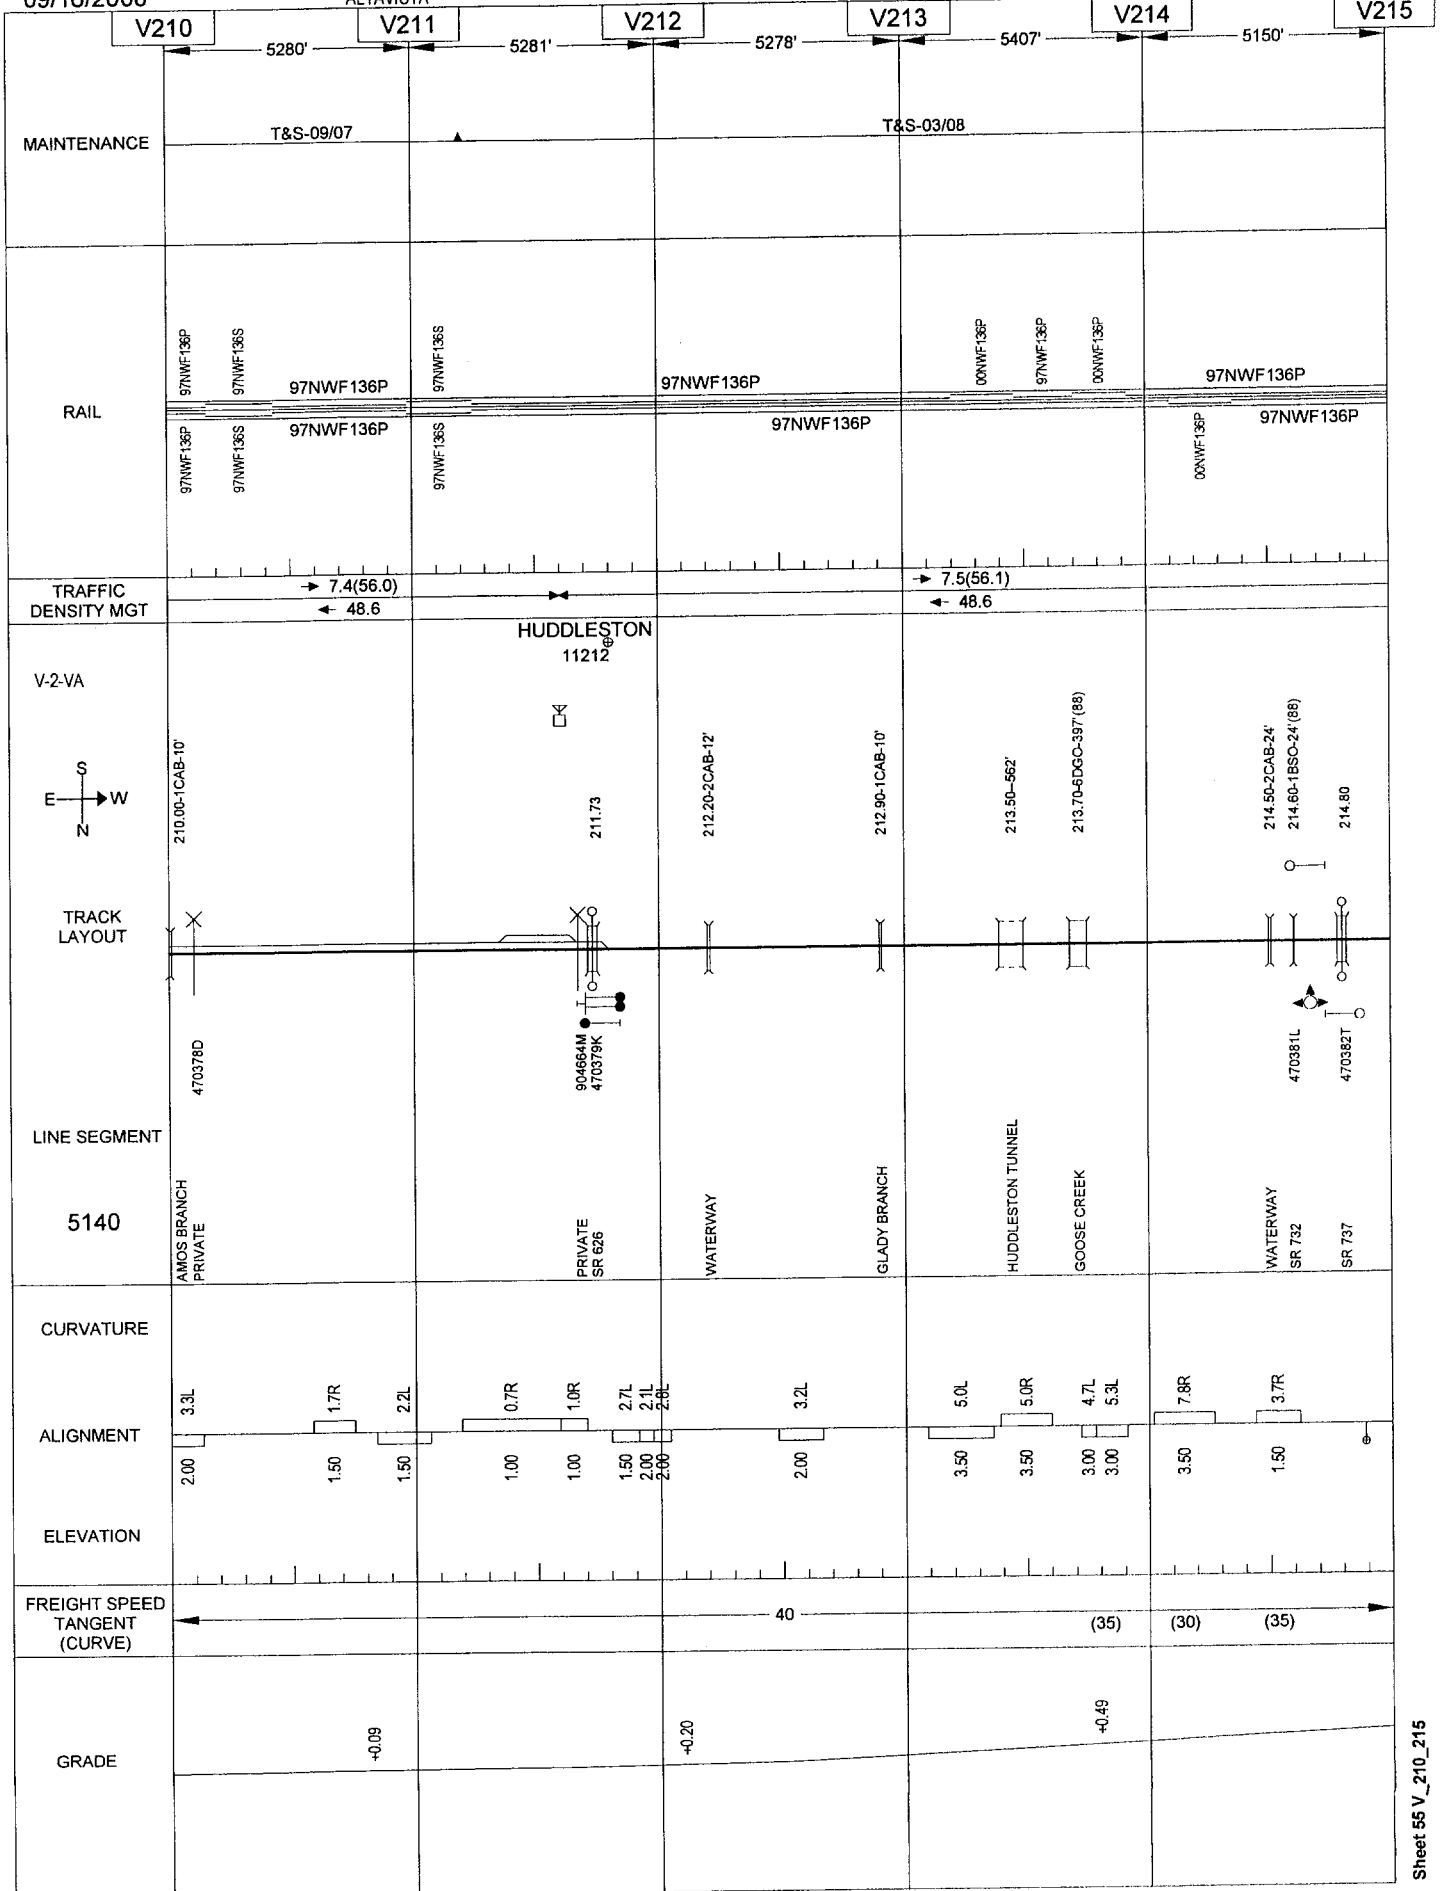 V210 V211 V212 V213 V214 V215
5280' 5281' 5278' 5407' 5150'
MAINTENANCE
T&S-09/07 T&S-03/08
RAIL
97NWF136P 97NWF136S 97NWF136S 00NWF136P 97NWF136P 00NWF136P
97NWF136P 97NWF136P 97NWF136P
97NWF136P 97NWF136P 97NWF136P
97NWF136P 97NWF136S 97NWF136S 00NWF136P
TRAFFIC
DENSITY MGT
7.4(56.0) 7.5(56.1)
48.6 48.6
HUDDLESTON
11212
V-2-VA
S
E W
N
210.00-1CAB-10' 211.73 212.20-2CAB-12' 212.90-1CAB-10' 213.50--562' 213.70-6DGO-397'(88) 214.50-2CAB-24' 214.60-1BSO-24'(88) 214.80
TRACK
LAYOUT
470378D 904664M 470379K 470381L 470382T
LINE SEGMENT
5140
AMOS BRANCH
PRIVATE
PRIVATE
SR 626
WATERWAY
GLADY BRANCH
HUDDLESTON TUNNEL
GOOSE CREEK
WATERWAY
SR 732
SR 737
CURVATURE
3.3L 1.7R 2.2L 0.7R 1.0R 2.7L 2.1L 3.2L 5.0L 5.0R 4.7L 5.3L 7.8R 3.7R
ALIGNMENT
2.00 1.50 1.50 1.00 1.00 1.50 2.00 2.00 2.00 3.50 3.50 3.00 3.00 3.50 1.50
ELEVATION
FREIGHT SPEED
TANGENT
(CURVE)
40
(35) (30) (35)
GRADE
+0.09 +0.20 +0.49
Sheet 55 V_210_215